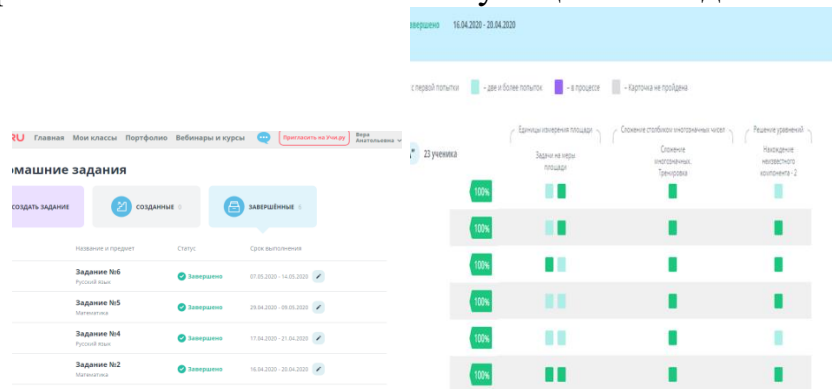 RU Главная Мои классы Портфолио Вебинары и курсы Пригласить на Учи.ру Вера Анатольевна
машние задания
СОЗДАТЬ ЗАДАНИЕ СОЗДАННЫЕ ЗАВЕРШЁННЫЕ
Название и предмет Статус Срок выполнения
Задание №6 Завершено 07.05.2020 - 14.05.2020
Русский язык
Задание №5 Завершено 29.04.2020 - 09.05.2020
Математика
Задание №4 Завершено 17.04.2020 - 21.04.2020
Русский язык
Задание №2 Завершено 16.04.2020 - 20.04.2020
Математика
авершено 16.04.2020 - 20.04.2020
с первой попытки – две и более попыток – в процессе – Карточка не пройдена
Единицы измерения площади Сложение столбиком многозначных чисел Решение уравнений
23 ученика
Задачи на меры площади
Сложение многозначных. Тренировка
Нахождение неизвестного компонента - 2
100%
100%
100%
100%
100%
100%